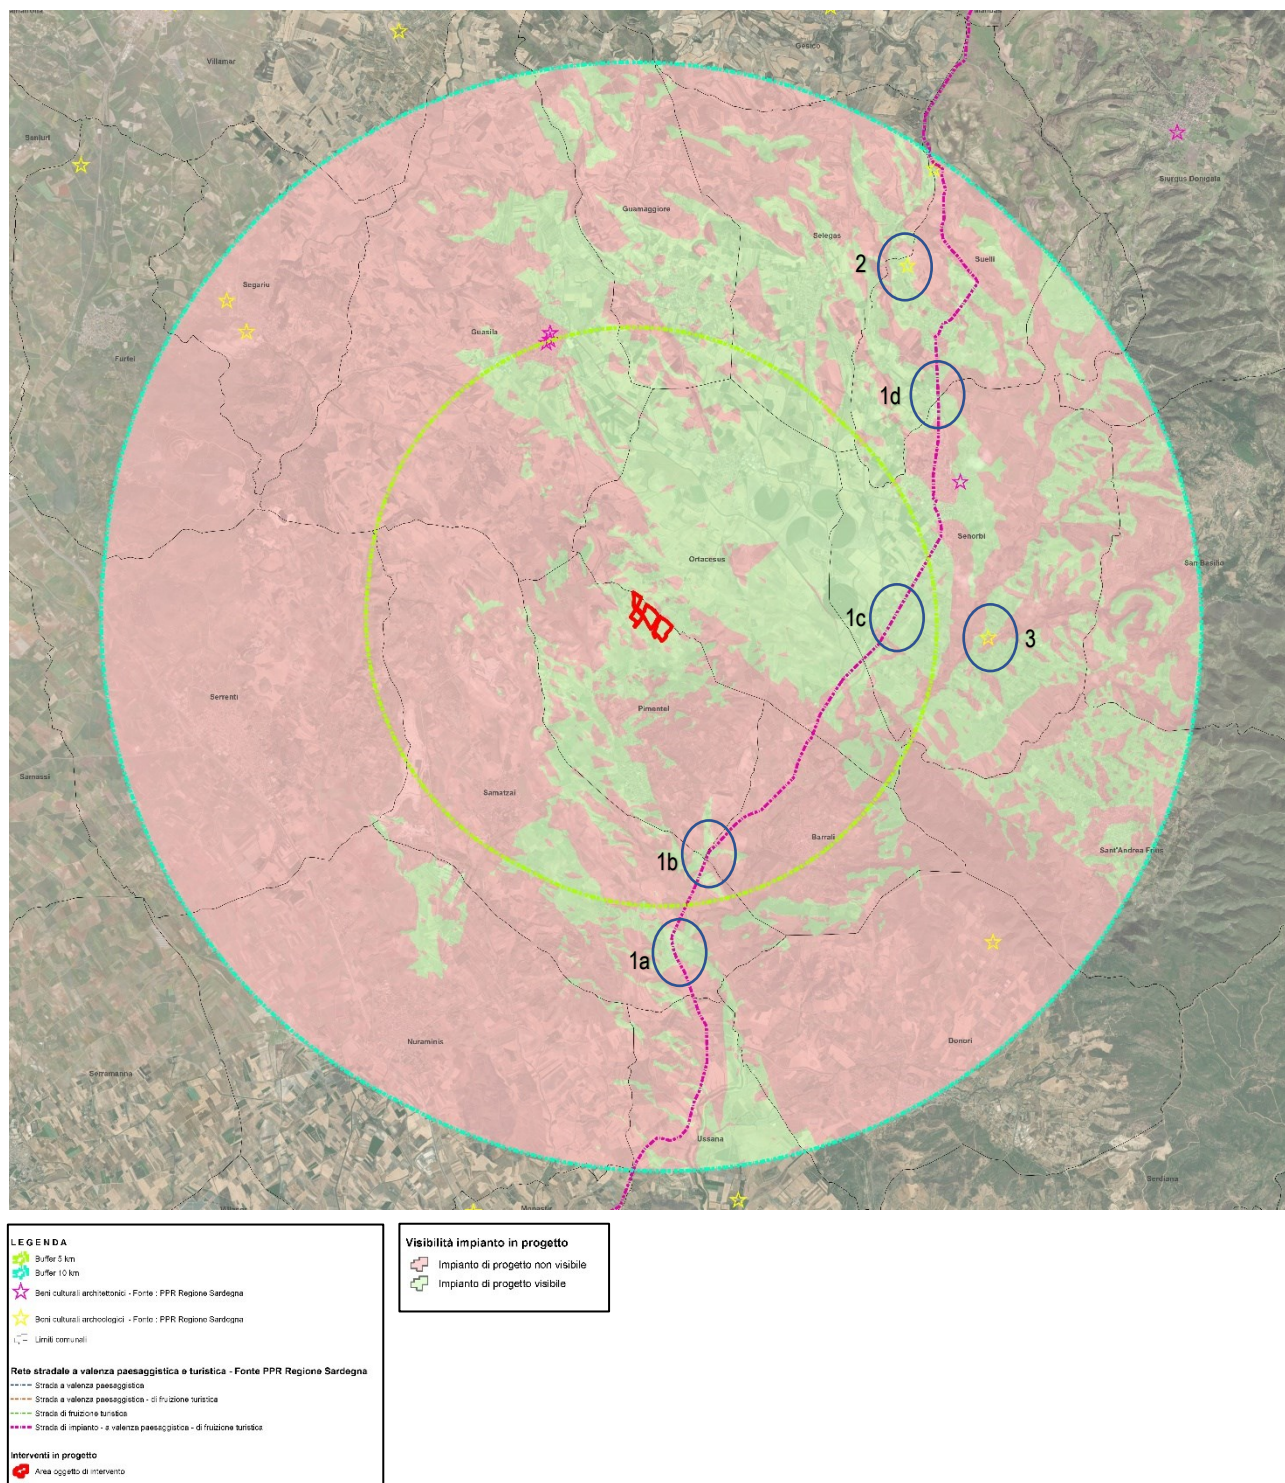 Villamar
Gesico
Sanluri
Siurgus Donigala
Guamaggiore
Selegas
2
Suelli
Segariu
Guasila
Furtei
1d
Senorbì
Ortacesus
San Basilio
1c
3
Serrenti
Pimentel
Samassi
Samatzai
1b
Barrali
Sant'Andrea Frius
1a
Nuraminis
Donori
Serramanna
Ussana
Serdiana
Monastir
LEGENDA
Buffer 5 km
Buffer 10 km
Beni culturali architettonici - Fonte : PPR Regione Sardegna
Beni culturali archeologici - Fonte : PPR Regione Sardegna
Limiti comunali
Rete stradale a valenza paesaggistica e turistica - Fonte PPR Regione Sardegna
Strada a valenza paesaggistica
Strada a valenza paesaggistica - di fruizione turistica
Strada di fruizione turistica
Strada di impianto - a valenza paesaggistica - di fruizione turistica
Interventi in progetto
Area oggetto di intervento
Visibilità impianto in progetto
Impianto di progetto non visibile
Impianto di progetto visibile